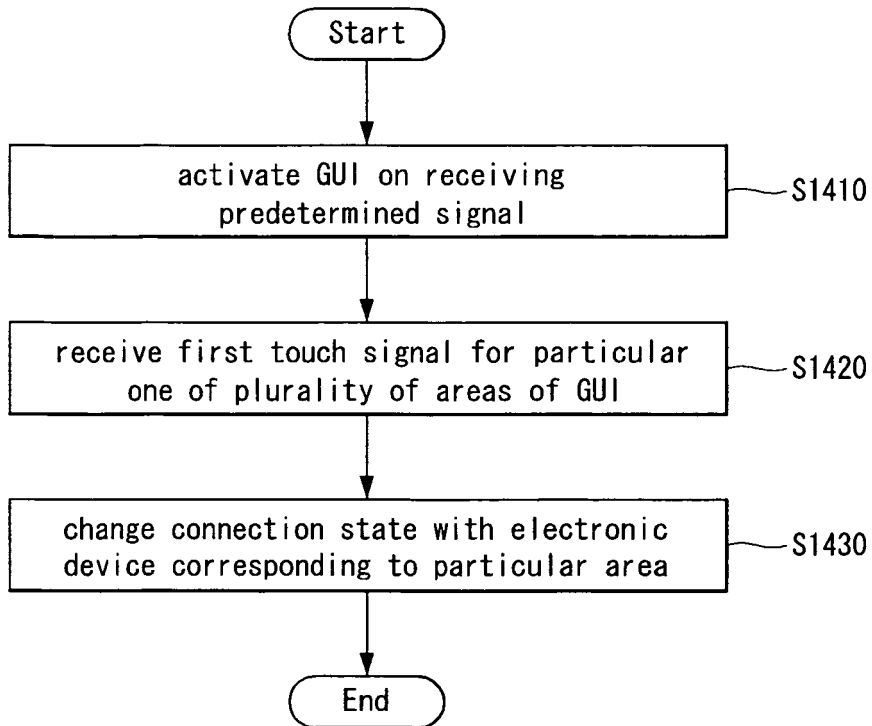 Start
activate GUI on receiving
predetermined signal
S1410
receive first touch signal for particular
one of plurality of areas of GUI
S1420
change connection state with electronic
device corresponding to particular area
S1430
End